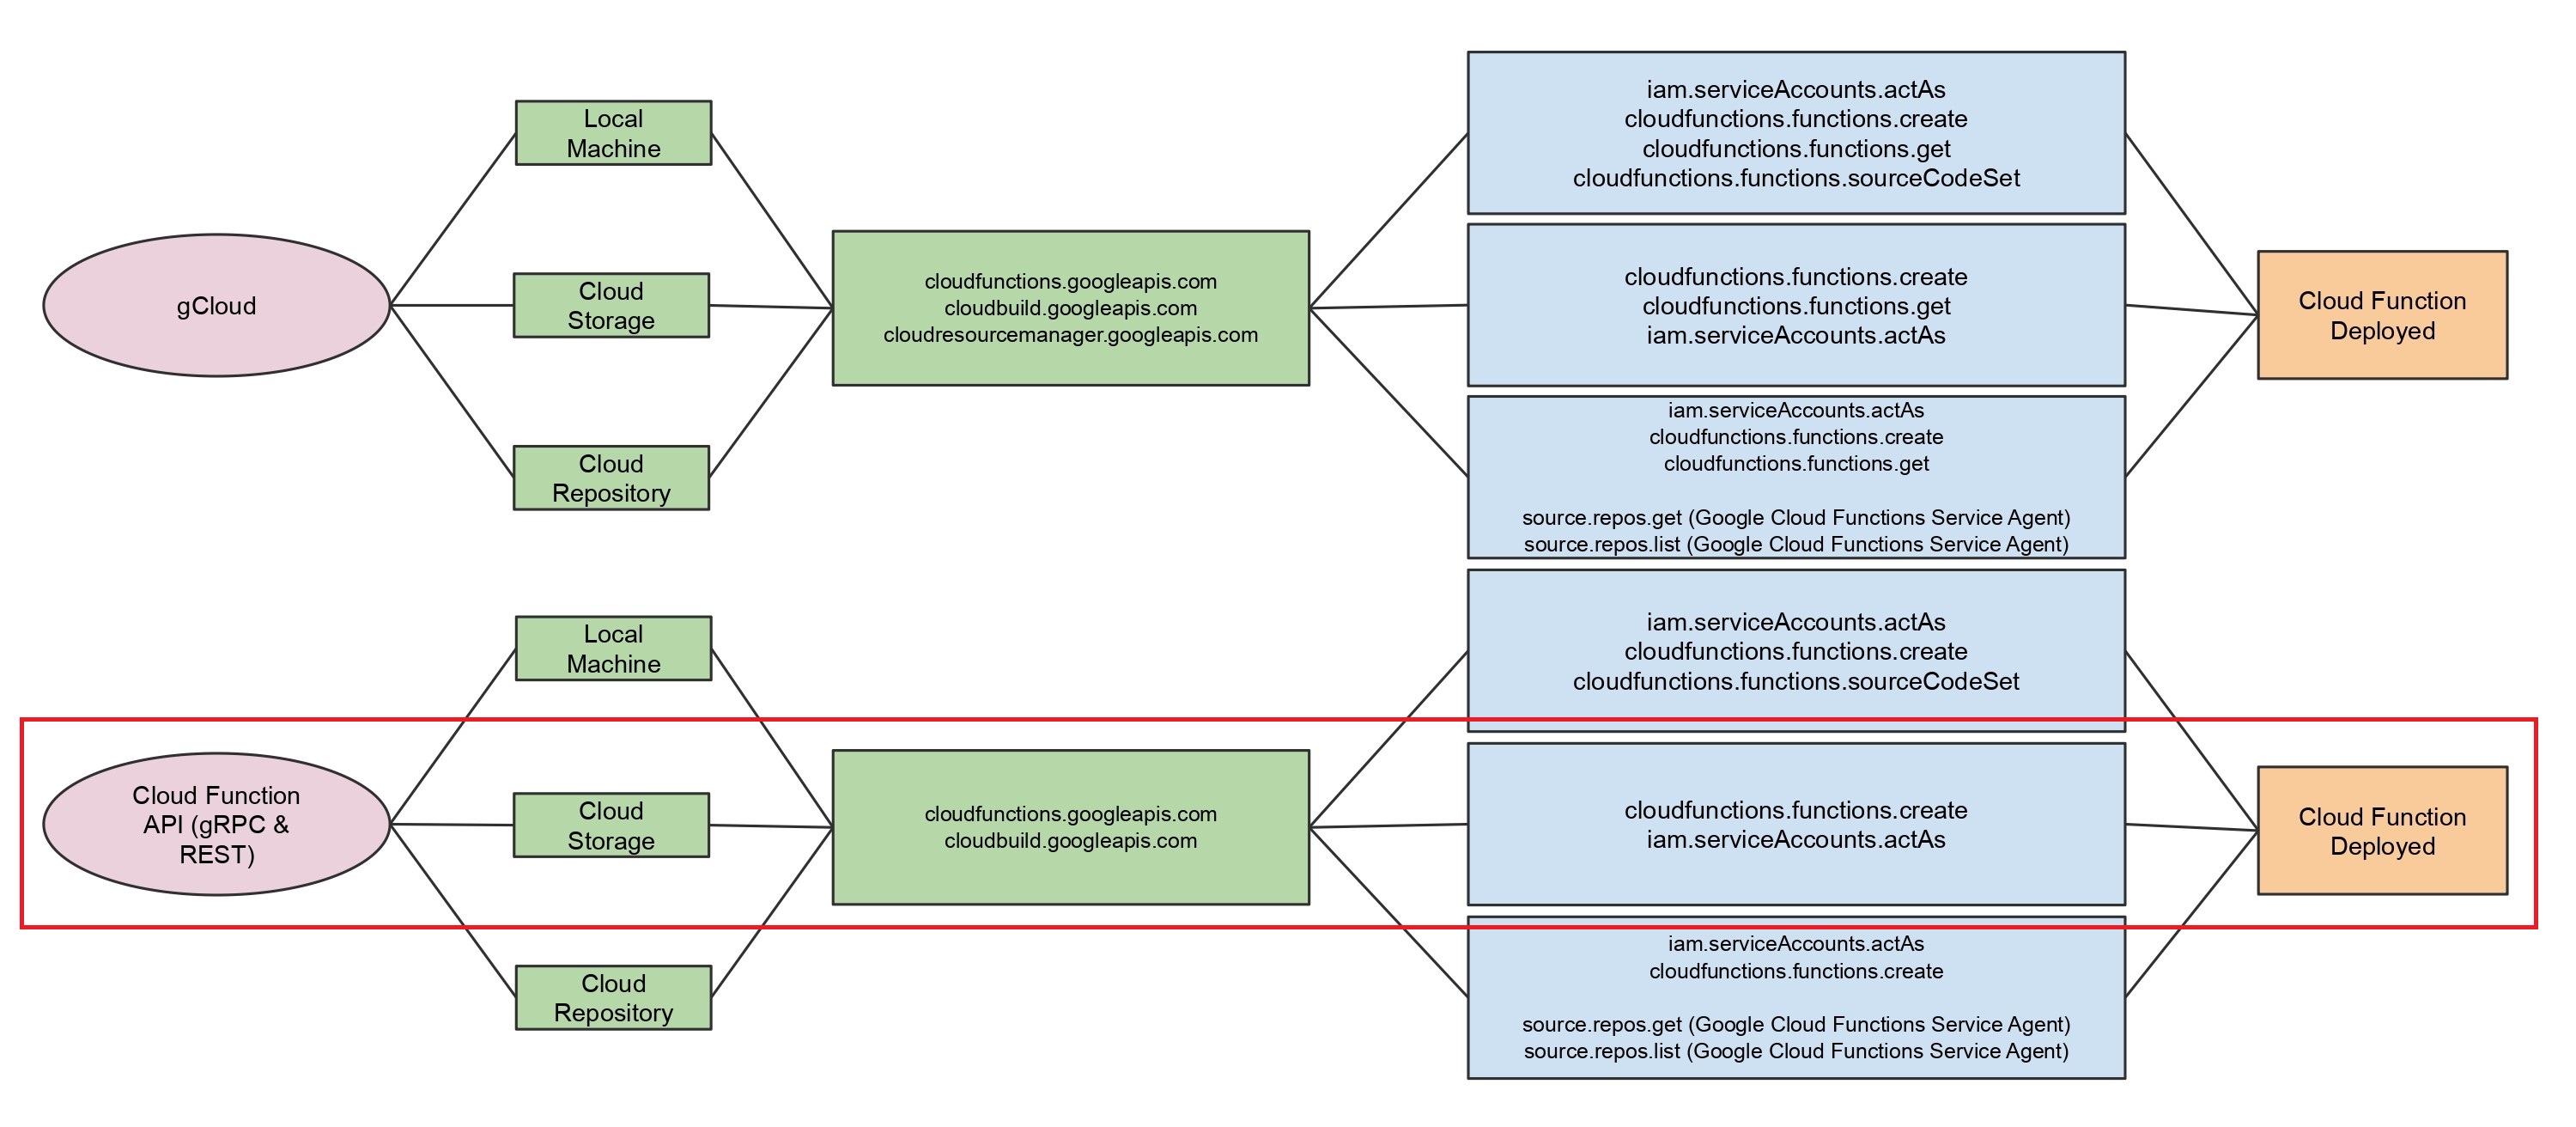 gCloud
Local
Machine
Cloud
Storage
Cloud
Repository
cloudfunctions.googleapis.com
cloudbuild.googleapis.com
cloudresourcemanager.googleapis.com
iam.serviceAccounts.actAs
cloudfunctions.functions.create
cloudfunctions.functions.get
cloudfunctions.functions.sourceCodeSet
cloudfunctions.functions.create
cloudfunctions.functions.get
iam.serviceAccounts.actAs
iam.serviceAccounts.actAs
cloudfunctions.functions.create
cloudfunctions.functions.get
source.repos.get (Google Cloud Functions Service Agent)
source.repos.list (Google Cloud Functions Service Agent)
Cloud Function
Deployed
Cloud Function
API (gRPC &
REST)
Local
Machine
Cloud
Storage
Cloud
Repository
cloudfunctions.googleapis.com
cloudbuild.googleapis.com
iam.serviceAccounts.actAs
cloudfunctions.functions.create
cloudfunctions.functions.sourceCodeSet
cloudfunctions.functions.create
iam.serviceAccounts.actAs
iam.serviceAccounts.actAs
cloudfunctions.functions.create
source.repos.get (Google Cloud Functions Service Agent)
source.repos.list (Google Cloud Functions Service Agent)
Cloud Function
Deployed